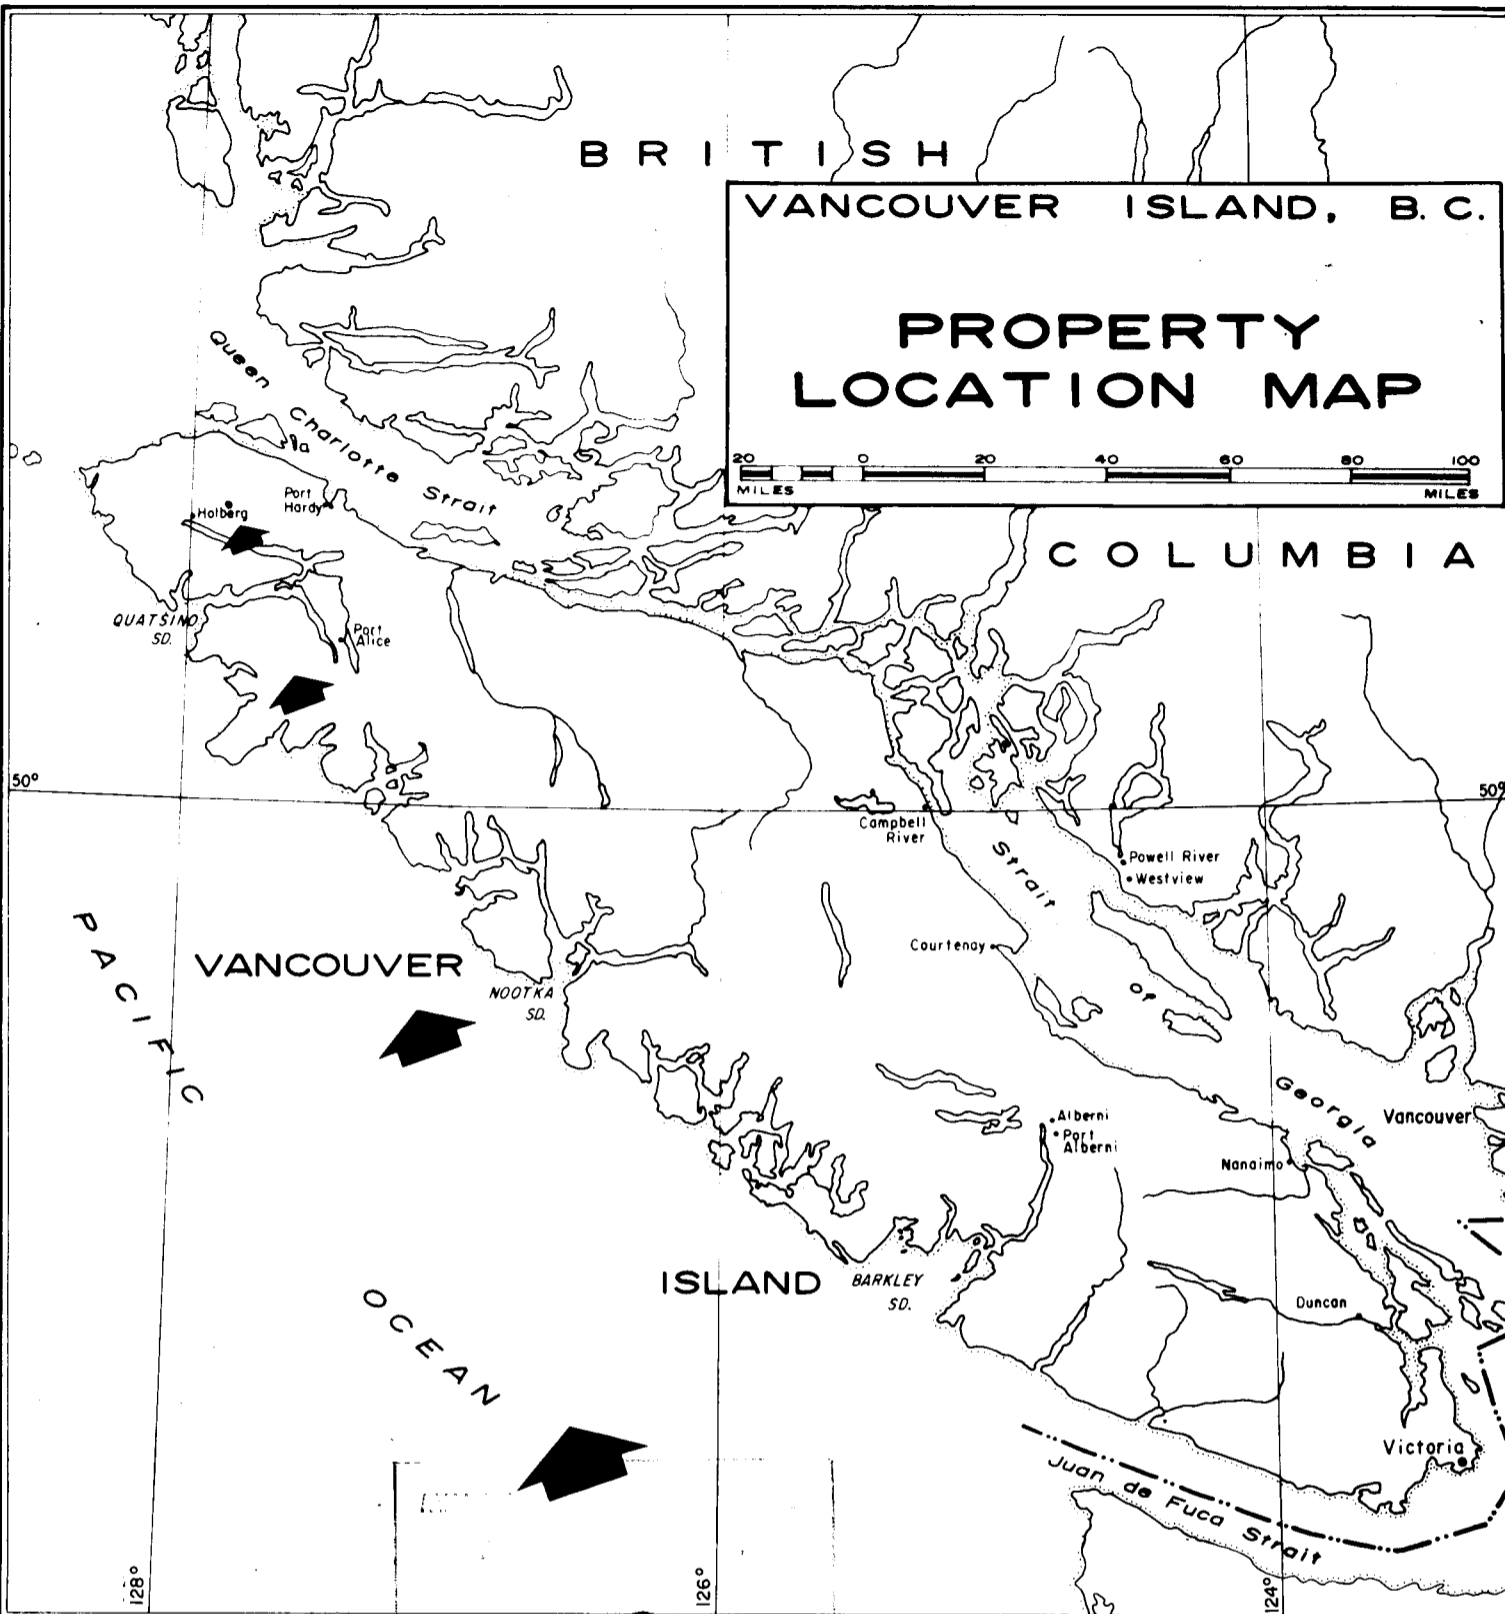 BRITISH
VANCOUVER ISLAND, B.C.
PROPERTY
LOCATION MAP
20 0 20 40 60 80 100
MILES MILES
COLUMBIA
Queen Charlotte Strait
Port
Hardy
Holberg
QUATSINO
SD.
Port
Alice
50°
50°
Campbell
River
Strait
of
Georgia
Powell River
Westview
Courtenay
PACIFIC
VANCOUVER
NOOTKA
SD.
Alberni
Port
Alberni
Vancouver
Nanaimo
ISLAND
BARKLEY
SD.
Duncan
OCEAN
Victoria
Juan de Fuca Strait
128°
126°
124°